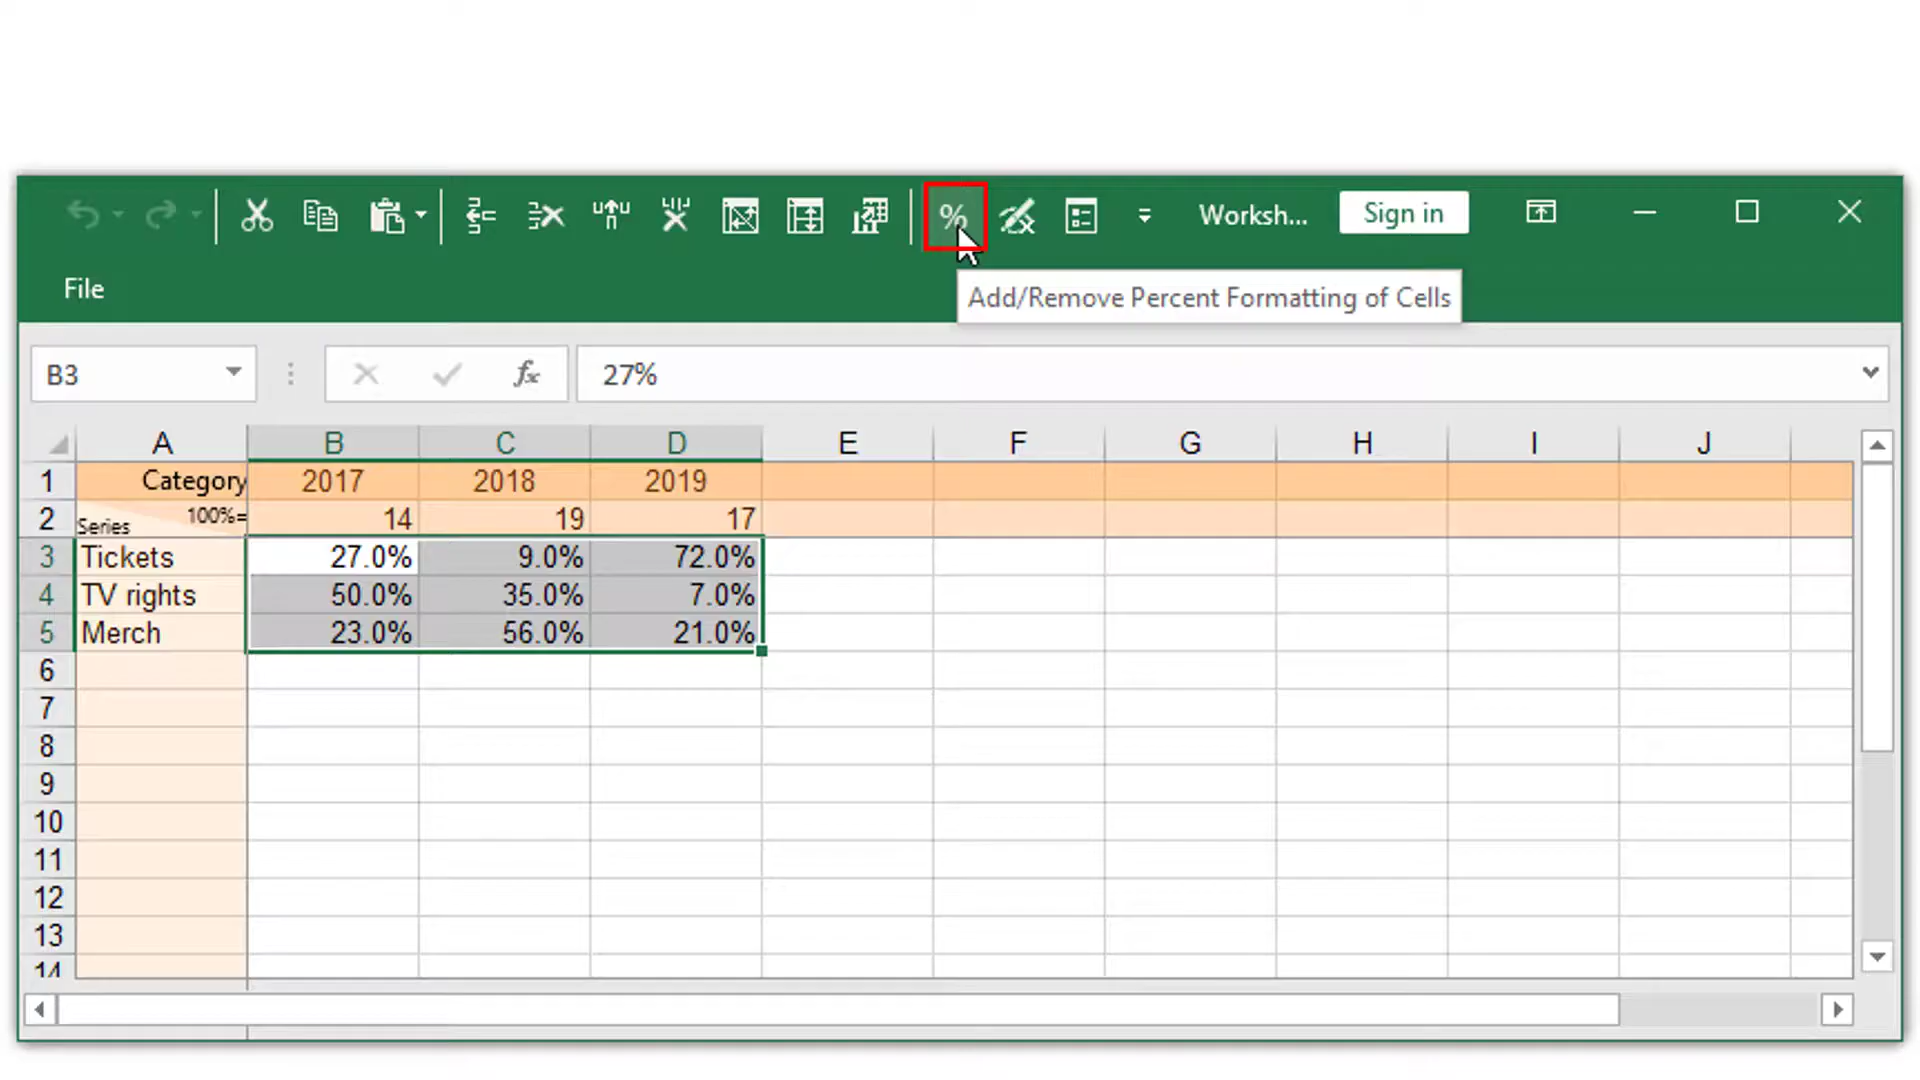 % Worksh... Sign in
File
Add/Remove Percent Formatting of Cells
B3 fx 27%
A B C D E F G H I J
1 Category 2017 2018 2019
2 Series 100%= 14 19 17
3 Tickets 27.0% 9.0% 72.0%
4 TV rights 50.0% 35.0% 7.0%
5 Merch 23.0% 56.0% 21.0%
6
7
8
9
10
11
12
13
14